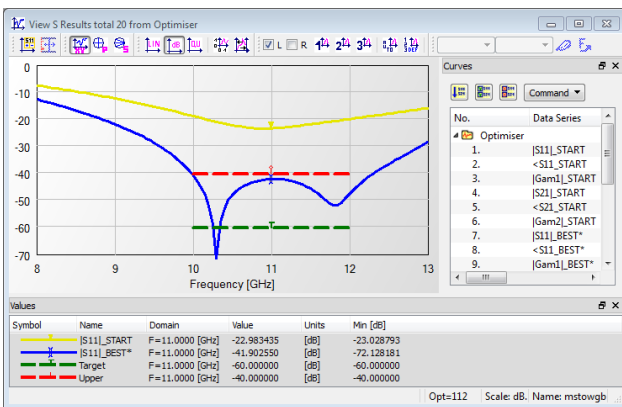 View S Results total 20 from Optimiser
LIN dB L R
Curves
0
-10
-20
-30
-40
-50
-60
-70
8 9 10 11 12 13
Frequency [GHz]
Command
No. Data Series
Optimiser
1. |S11|_START
2. <S11_START
3. |Gam1|_START
4. |S21|_START
5. <S21_START
6. |Gam2|_START
7. |S11|_BEST*
8. <S11_BEST*
9. |Gam1|_BEST*
Values
Symbol Name Domain Value Units Min [dB]
|S11|_START F=11.0000 [GHz] -22.983435 [dB] -23.028793
|S11|_BEST* F=11.0000 [GHz] -41.902550 [dB] -72.128181
Target F=11.0000 [GHz] -60.000000 [dB] -60.000000
Upper F=11.0000 [GHz] -40.000000 [dB] -40.000000
Opt=112 Scale: dB. Name: mstowgb